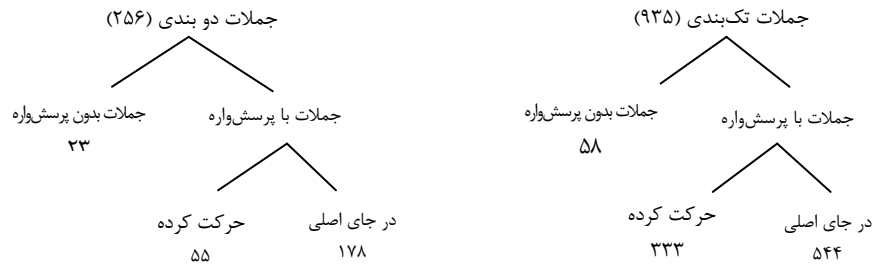 جملات تک‌بندی (۹۳۵)
جملات با پرسش‌واره
جملات بدون پرسش‌واره
۵۸
در جای اصلی
۵۴۴
حرکت کرده
۳۳۳
جملات دو بندی (۲۵۶)
جملات با پرسش‌واره
جملات بدون پرسش‌واره
۲۳
در جای اصلی
۱۷۸
حرکت کرده
۵۵